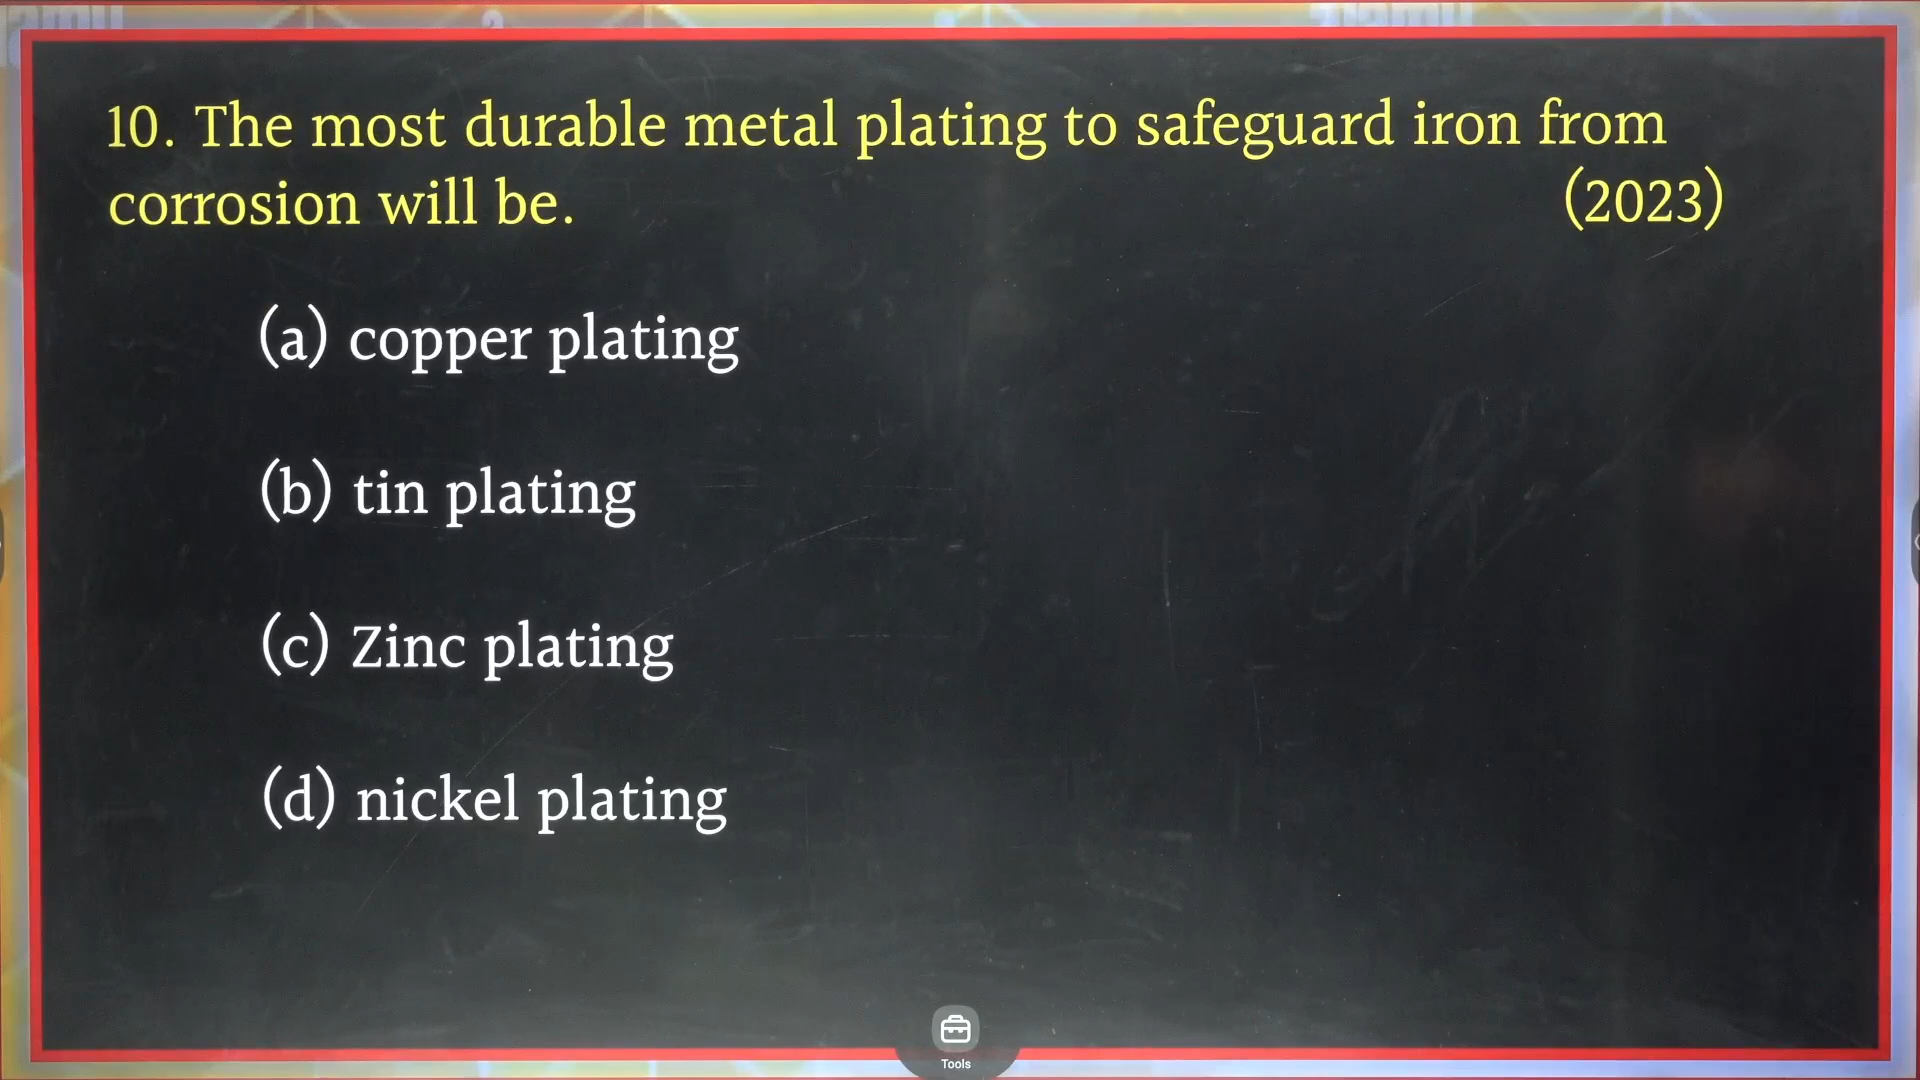 10. The most durable metal plating to safeguard iron from
corrosion will be. (2023)
(a) copper plating
(b) tin plating
(c) Zinc plating
(d) nickel plating
Tools